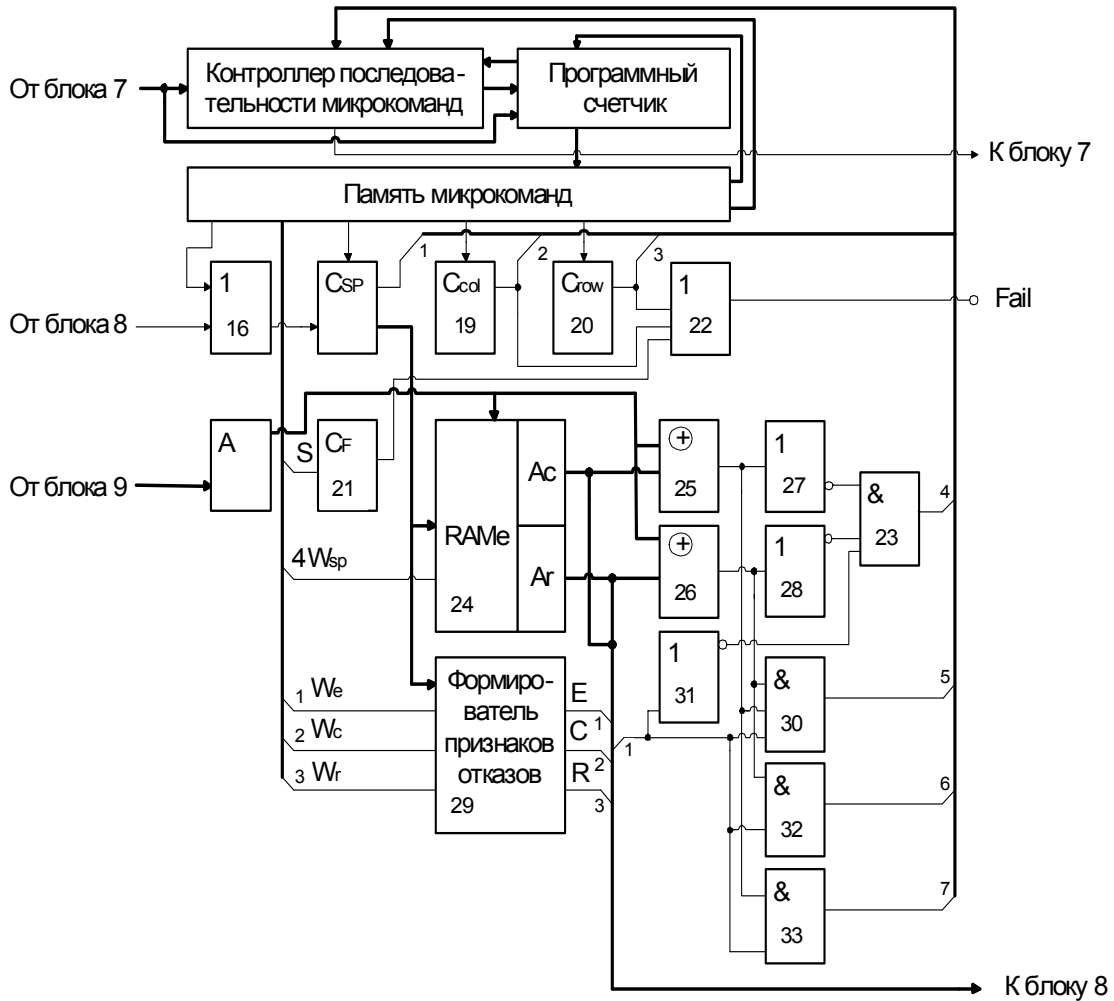 От блока 7
Контроллер последова-
тельности микрокоманд
Программный
счетчик
К блоку 7
Память микрокоманд
1
2
3
От блока 8
1
16
CSP
Ccol
19
Crow
20
1
22
Fail
От блока 9
A
S
CF
21
RAMe
24
Ac
Ar
25
26
1
27
1
28
&
23
4
4 Wsp
1
31
Формиро-
ватель
признаков
отказов
29
1 We
2 Wc
3 Wr
E
1
C
2
R
3
1
&
30
5
&
32
6
&
33
7
К блоку 8